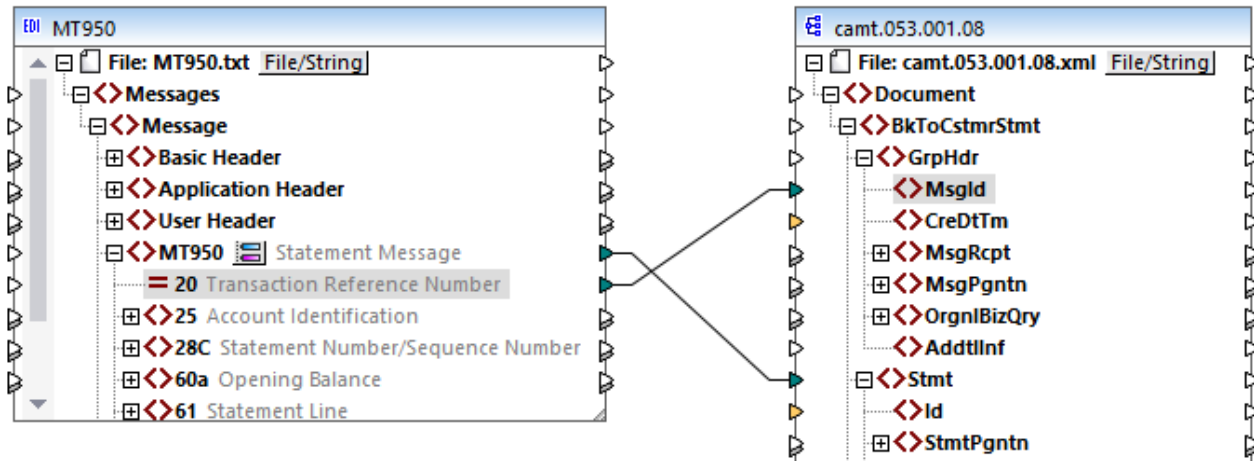 EDI MT950
File: MT950.txt File/String
Messages
Message
Basic Header
Application Header
User Header
MT950 Statement Message
20 Transaction Reference Number
25 Account Identification
28C Statement Number/Sequence Number
60a Opening Balance
61 Statement Line
camt.053.001.08
File: camt.053.001.08.xml File/String
Document
BkToCstmrStmt
GrpHdr
MsgId
CreDtTm
MsgRcpt
MsgPgntn
OrgnlBizQry
AddtlInf
Stmt
Id
StmtPgntn